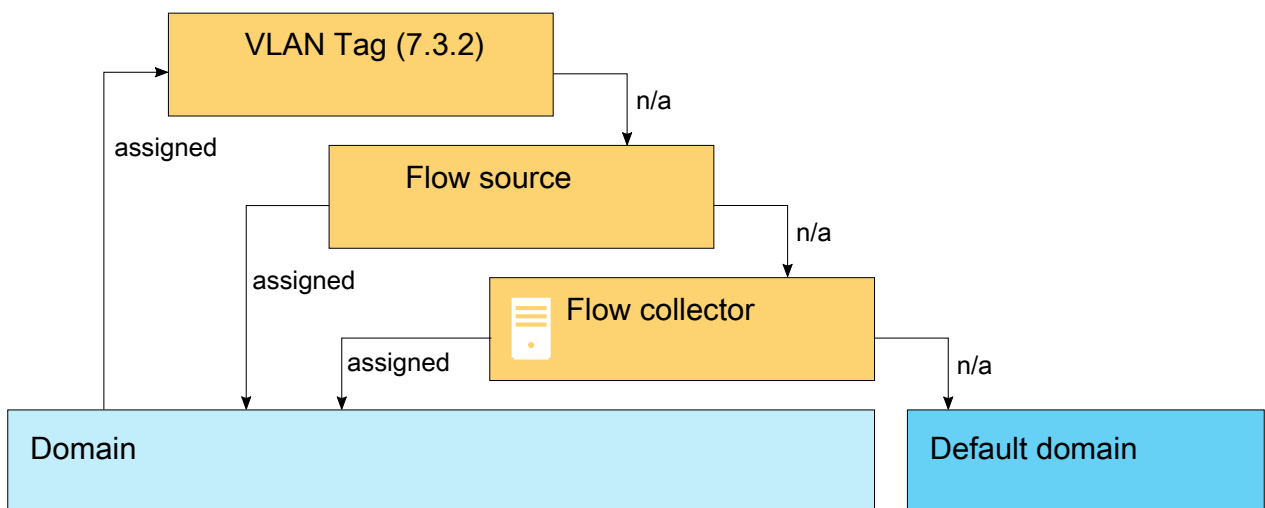 VLAN Tag (7.3.2)
n/a
assigned
Flow source
n/a
assigned
Flow collector
assigned
n/a
Domain
Default domain